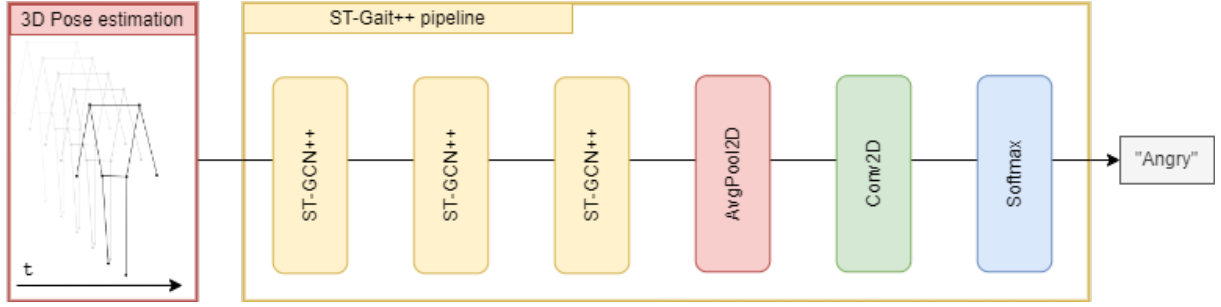 3D Pose estimation
ST-Gait++ pipeline
t
ST-GCN++
ST-GCN++
ST-GCN++
AvgPool2D
Conv2D
Softmax
"Angry"